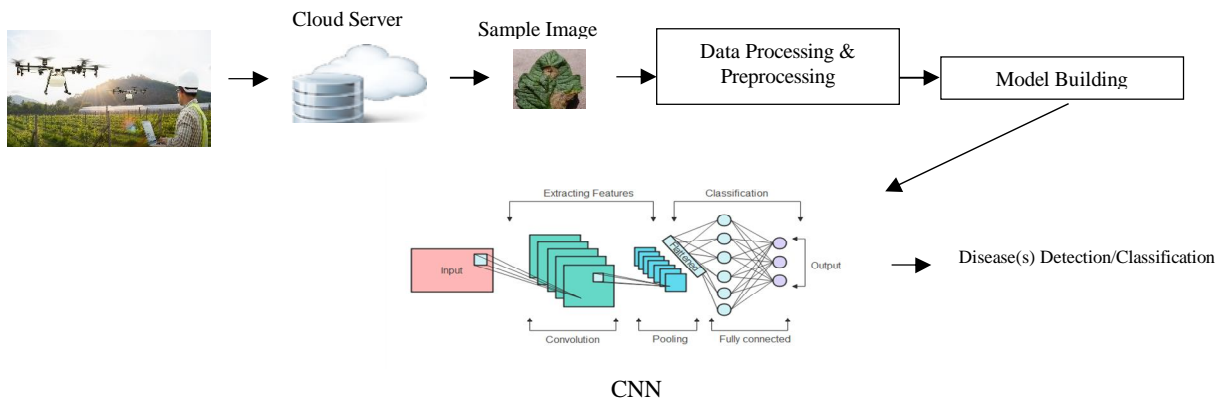 Cloud Server
Sample Image
Data Processing &
Preprocessing
Model Building
Extracting Features
Classification
Input
Flattened
Output
Disease(s) Detection/Classification
Convolution
Pooling
Fully connected
CNN